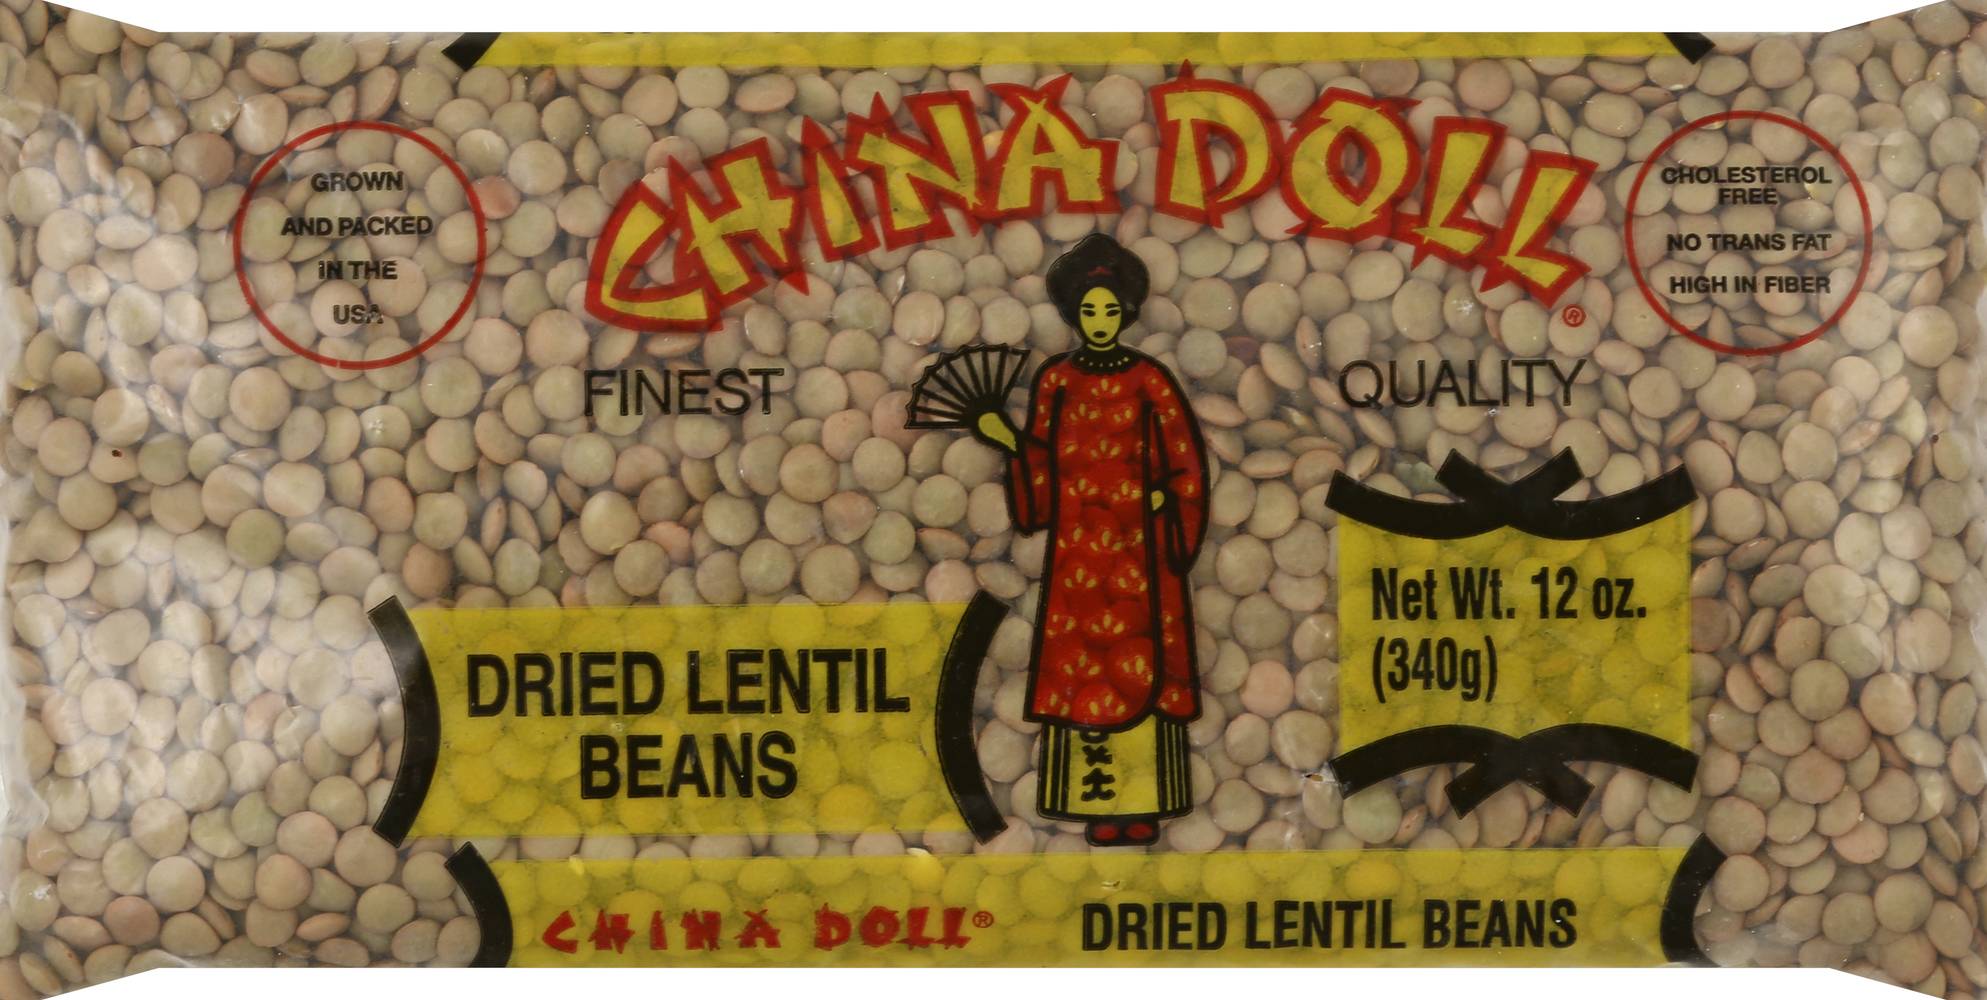 CHINA DOLL®
GROWN
AND PACKED
IN THE
USA
CHOLESTEROL
FREE
NO TRANS FAT
HIGH IN FIBER
FINEST QUALITY
Net Wt. 12 oz.
(340g)
DRIED LENTIL
BEANS
CHINA DOLL® DRIED LENTIL BEANS